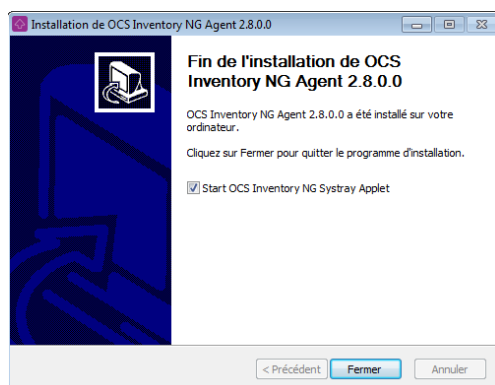 Installation de OCS Inventory NG Agent 2.8.0.0
Fin de l'installation de OCS
Inventory NG Agent 2.8.0.0
OCS Inventory NG Agent 2.8.0.0 a été installé sur votre
ordinateur.
Cliquez sur Fermer pour quitter le programme d'installation.
Start OCS Inventory NG Systray Applet
< Précédent
Fermer
Annuler